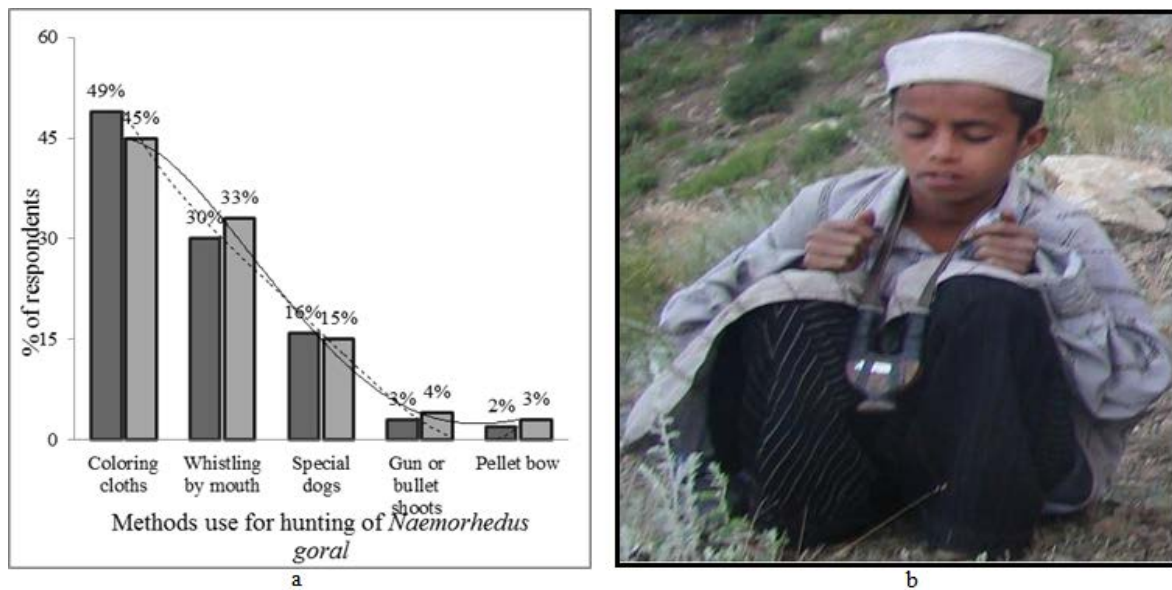 60
49%
45%
45
33%
30%
30
16%
15%
15
3%
4%
2%
3%
0
% of respondents
Coloring cloths
Whistling by mouth
Special dogs
Gun or bullet shoots
Pellet bow
Methods use for hunting of Naemorhedus
goral
a
b